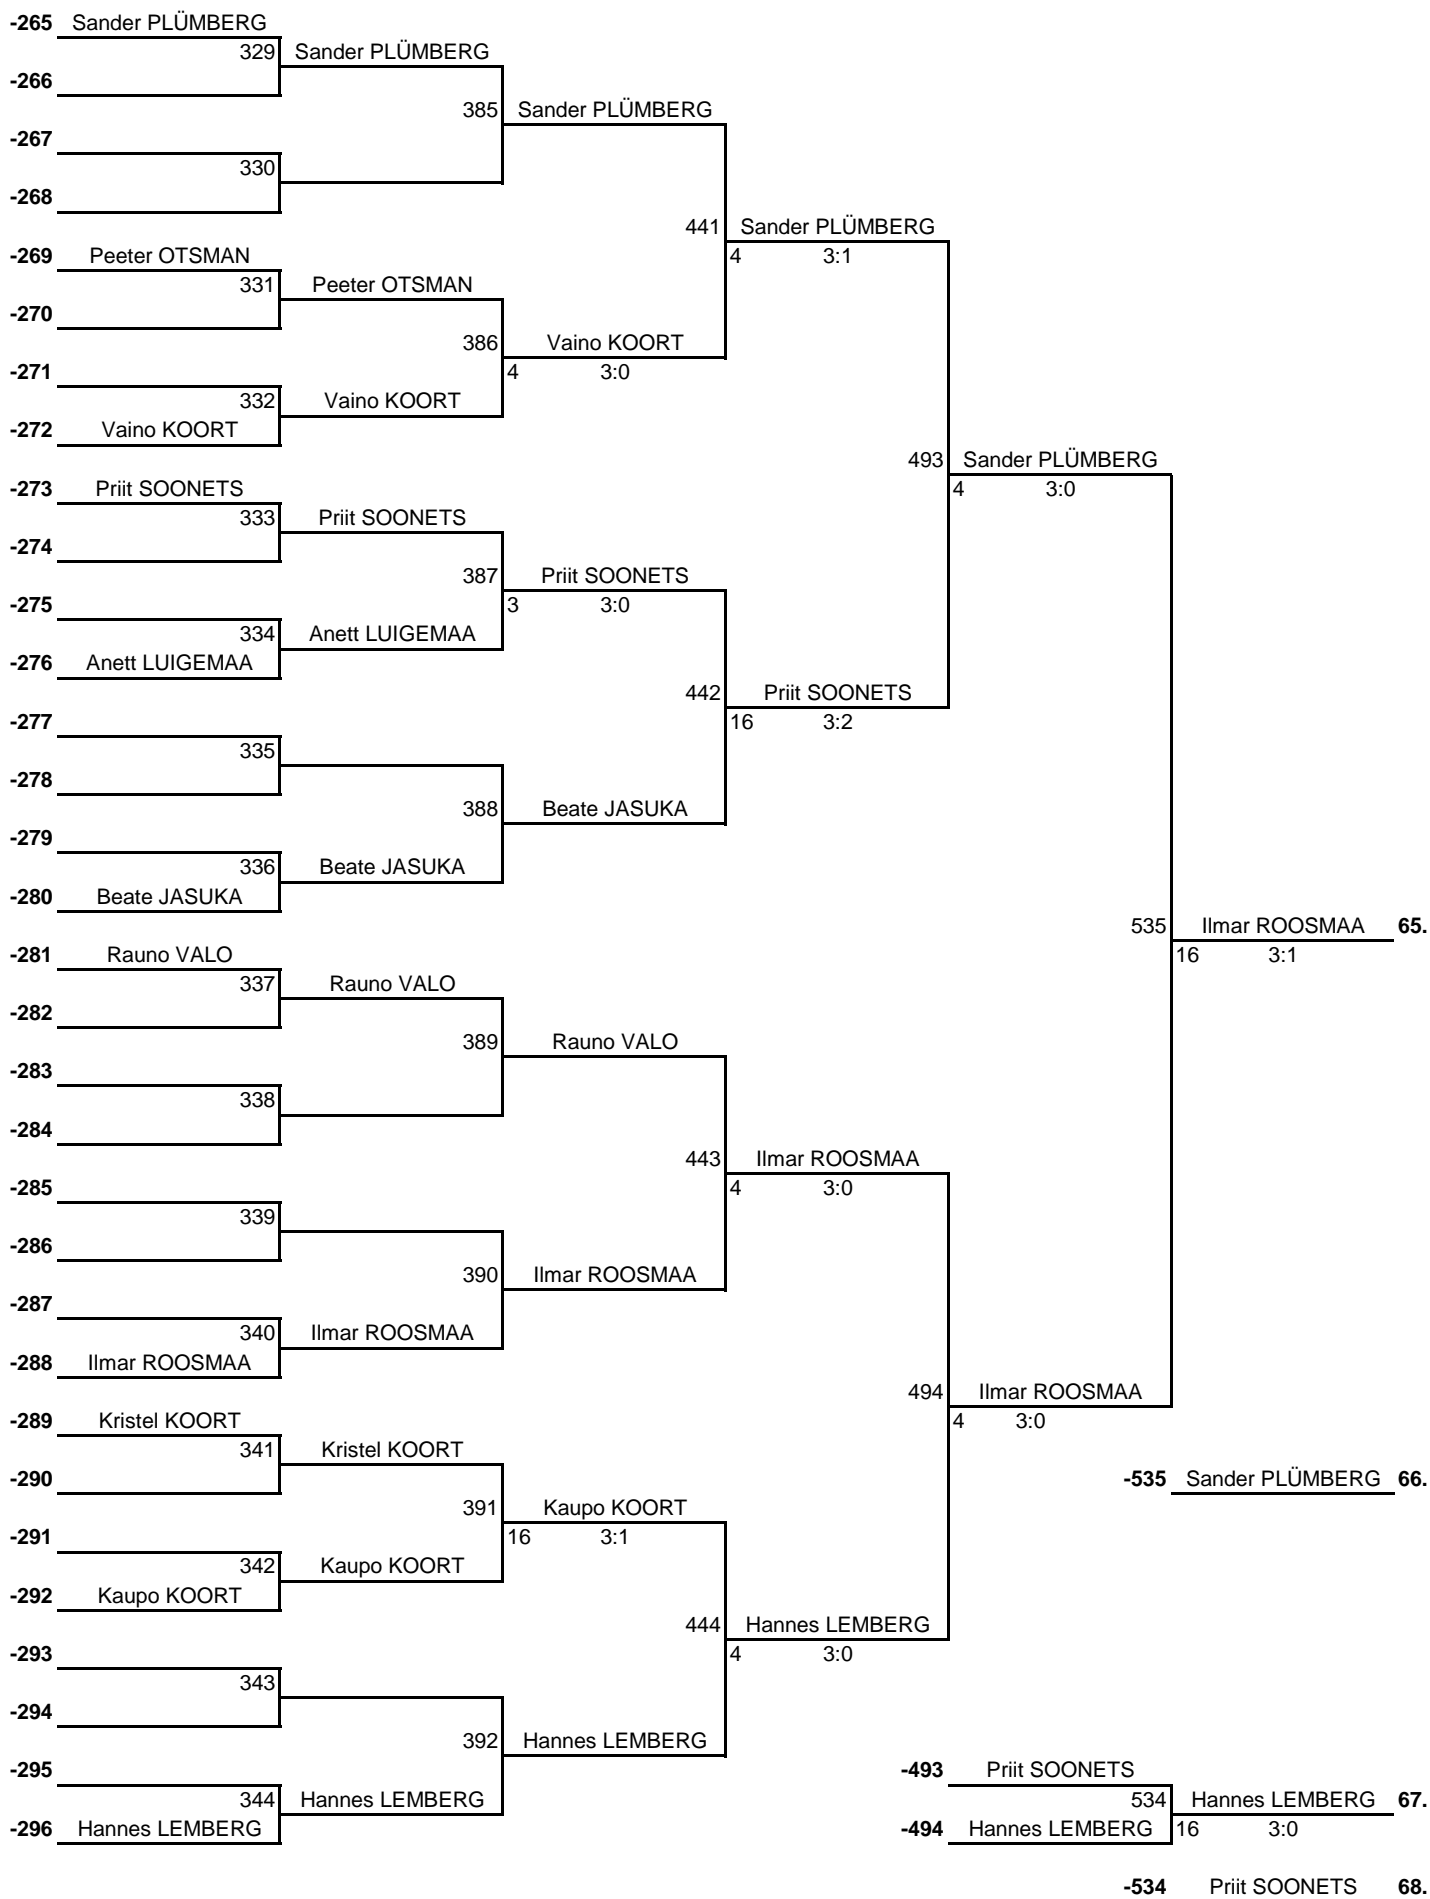 -265 Sander PLÜMBERG
329 Sander PLÜMBERG
-266
385 Sander PLÜMBERG
-267
330
-268
441 Sander PLÜMBERG
-269 Peeter OTSMAN 4 3:1
331 Peeter OTSMAN
-270
386 Vaino KOORT
-271 4 3:0
332 Vaino KOORT
-272 Vaino KOORT
493 Sander PLÜMBERG
-273 Priit SOONETS 4 3:0
333 Priit SOONETS
-274
387 Priit SOONETS
-275 3 3:0
334 Anett LUIGEMAA
-276 Anett LUIGEMAA
442 Priit SOONETS
-277 16 3:2
335
-278
388 Beate JASUKA
-279
336 Beate JASUKA
-280 Beate JASUKA
535 Ilmar ROOSMAA 65.
-281 Rauno VALO 16 3:1
337 Rauno VALO
-282
389 Rauno VALO
-283
338
-284
443 Ilmar ROOSMAA
-285 4 3:0
339
-286
390 Ilmar ROOSMAA
-287
340 Ilmar ROOSMAA
-288 Ilmar ROOSMAA
494 Ilmar ROOSMAA
-289 Kristel KOORT 4 3:0
341 Kristel KOORT
-290 -535 Sander PLÜMBERG 66.
391 Kaupo KOORT
-291 16 3:1
342 Kaupo KOORT
-292 Kaupo KOORT
444 Hannes LEMBERG
-293 4 3:0
343
-294
392 Hannes LEMBERG
-295 -493 Priit SOONETS
344 Hannes LEMBERG 534 Hannes LEMBERG 67.
-296 Hannes LEMBERG -494 Hannes LEMBERG 16 3:0
-534 Priit SOONETS 68.